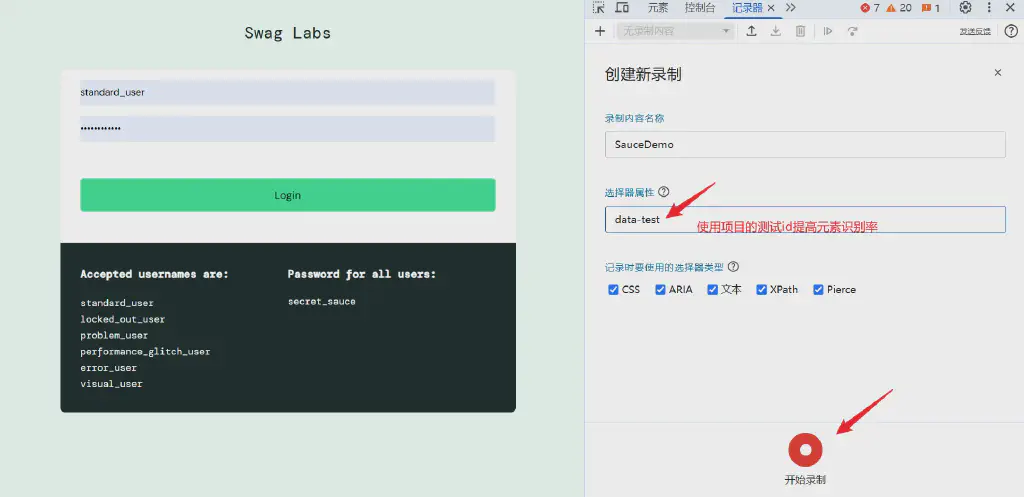 Swag Labs
standard_user
••••••••••••
Login
Accepted usernames are:
standard_user
locked_out_user
problem_user
performance_glitch_user
error_user
visual_user
Password for all users:
secret_sauce
元素 控制台 记录器 7 20 1
无录制内容 发送反馈
创建新录制
录制内容名称
SauceDemo
选择器属性
data-test
使用项目的测试id提高元素识别率
记录时要使用的选择器类型
CSS ARIA 文本 XPath Pierce
开始录制